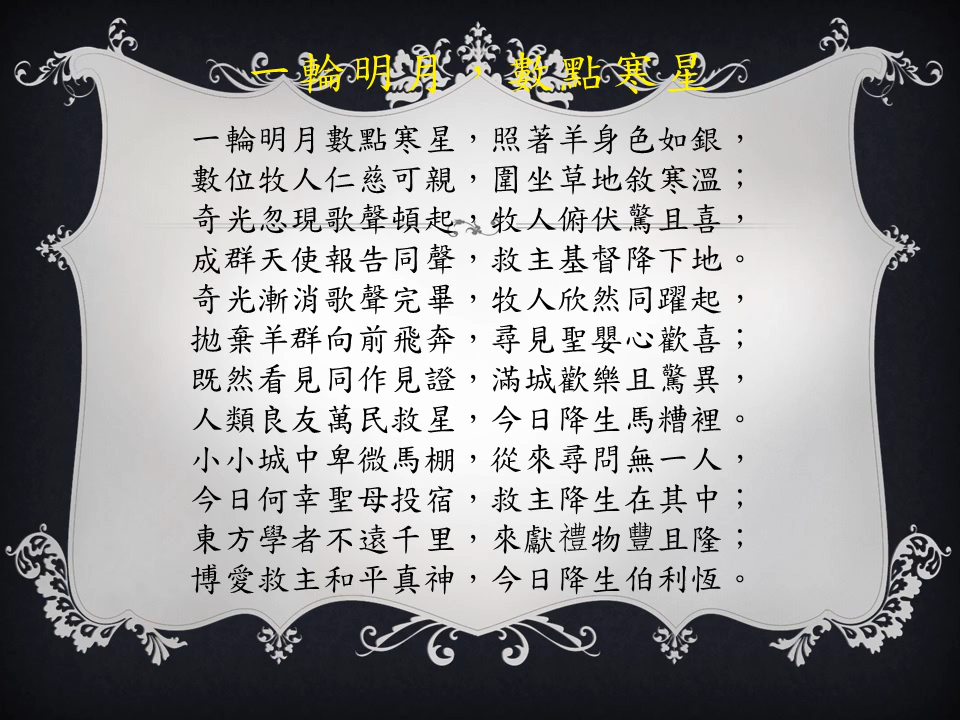 一輪明月，數點寒星
一輪明月數點寒星，照著羊身色如銀，
數位牧人仁慈可親，圍坐草地敘寒溫；
奇光忽現歌聲頓起，牧人俯伏驚且喜，
成群天使報告同聲，救主基督降下地。
奇光漸消歌聲完畢，牧人欣然同躍起，
拋棄羊群向前飛奔，尋見聖嬰心歡喜；
既然看見同作見證，滿城歡樂且驚異，
人類良友萬民救星，今日降生馬糟裡。
小小城中卑微馬棚，從來尋問無一人，
今日何幸聖母投宿，救主降生在其中；
東方學者不遠千里，來獻禮物豐且隆；
博愛救主和平真神，今日降生伯利恆。